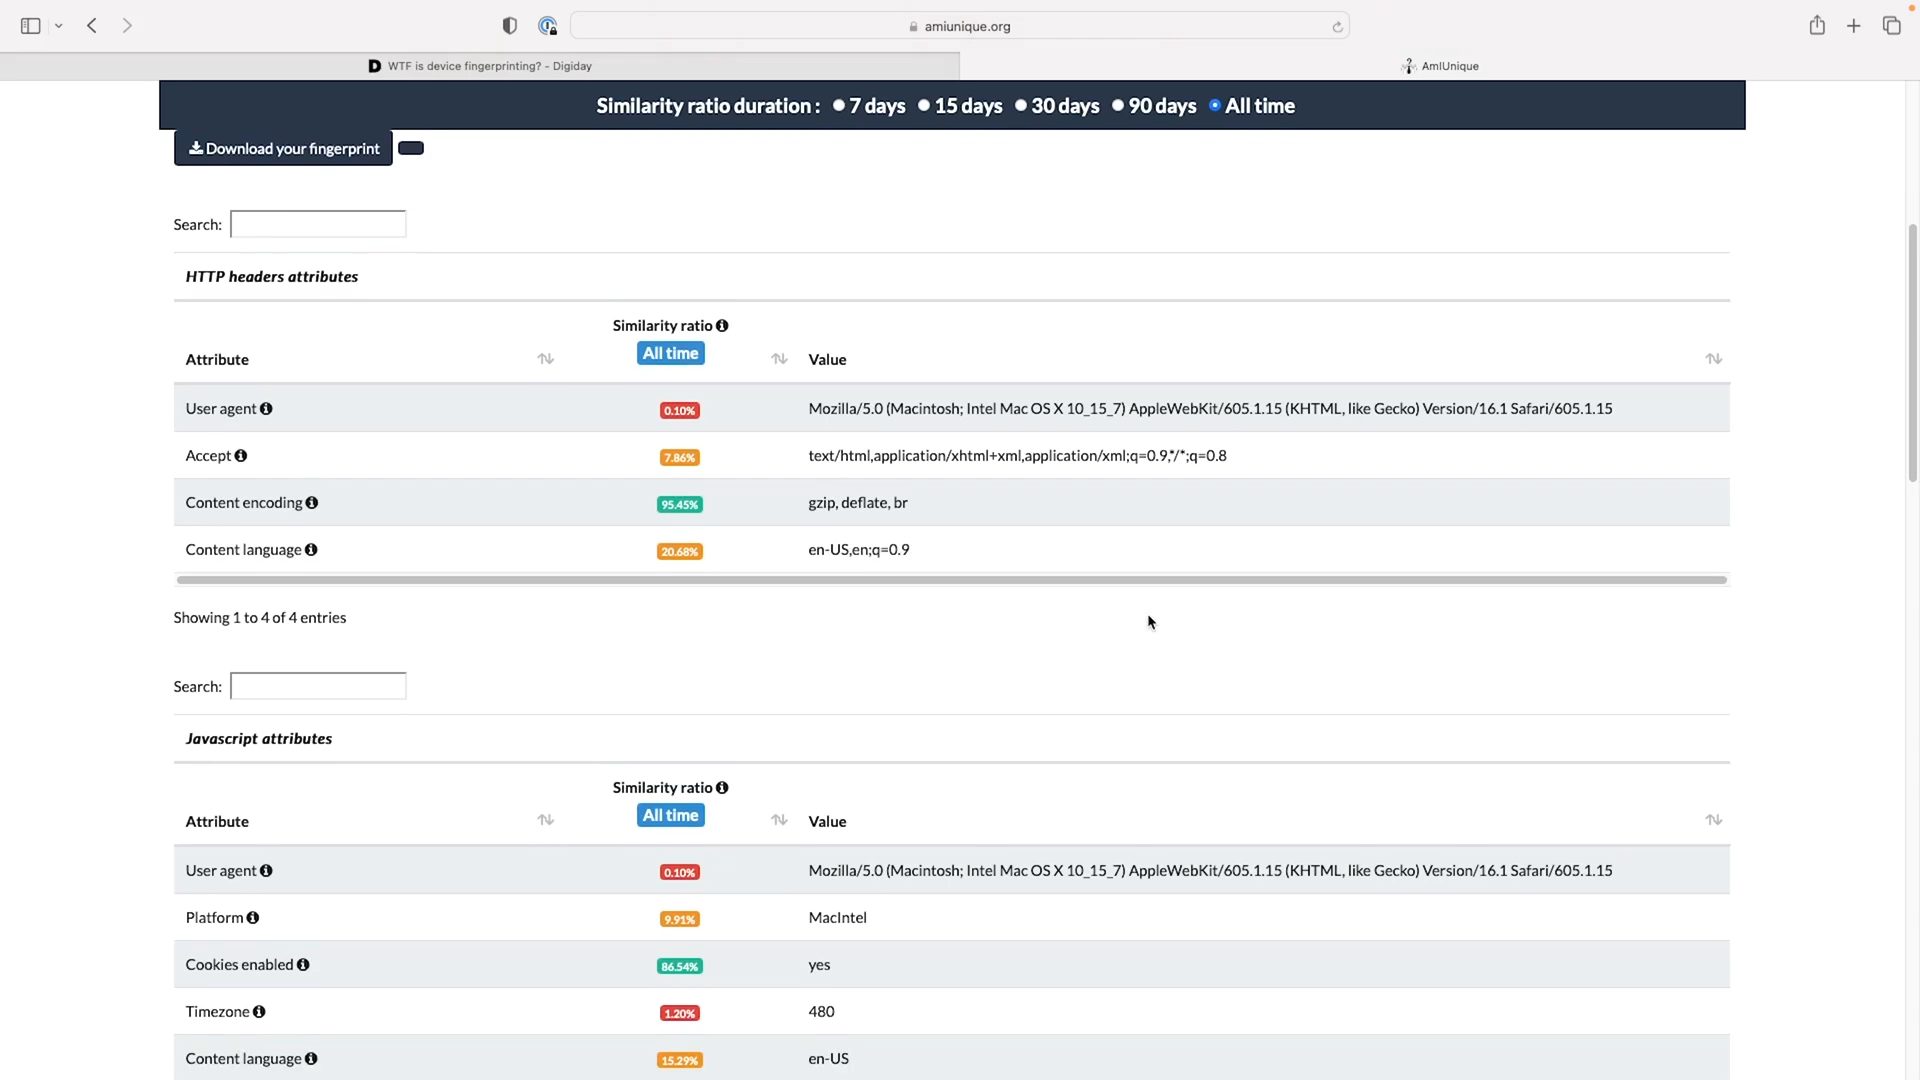 amiunique.org
WTF is device fingerprinting? - Digiday
AmIUnique
Similarity ratio duration : 7 days 15 days 30 days 90 days All time
Download your fingerprint
Search:
HTTP headers attributes
Similarity ratio
All time
Attribute Value
User agent 0.10% Mozilla/5.0 (Macintosh; Intel Mac OS X 10_15_7) AppleWebKit/605.1.15 (KHTML, like Gecko) Version/16.1 Safari/605.1.15
Accept 7.86% text/html,application/xhtml+xml,application/xml;q=0.9,*/*;q=0.8
Content encoding 95.45% gzip, deflate, br
Content language 20.68% en-US,en;q=0.9
Showing 1 to 4 of 4 entries
Search:
Javascript attributes
Similarity ratio
All time
Attribute Value
User agent 0.10% Mozilla/5.0 (Macintosh; Intel Mac OS X 10_15_7) AppleWebKit/605.1.15 (KHTML, like Gecko) Version/16.1 Safari/605.1.15
Platform 9.91% MacIntel
Cookies enabled 86.54% yes
Timezone 1.20% 480
Content language 15.29% en-US